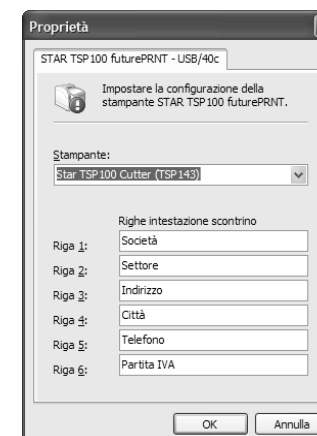 Proprietà
STAR TSP100 futurePRNT - USB/40c
Impostare la configurazione della
stampante STAR TSP100 futurePRNT.
Stampante:
Star TSP100 Cutter (TSP143)
Righe intestazione scontrino
Riga 1: Società
Riga 2: Settore
Riga 3: Indirizzo
Riga 4: Città
Riga 5: Telefono
Riga 6: Partita IVA
OK Annulla